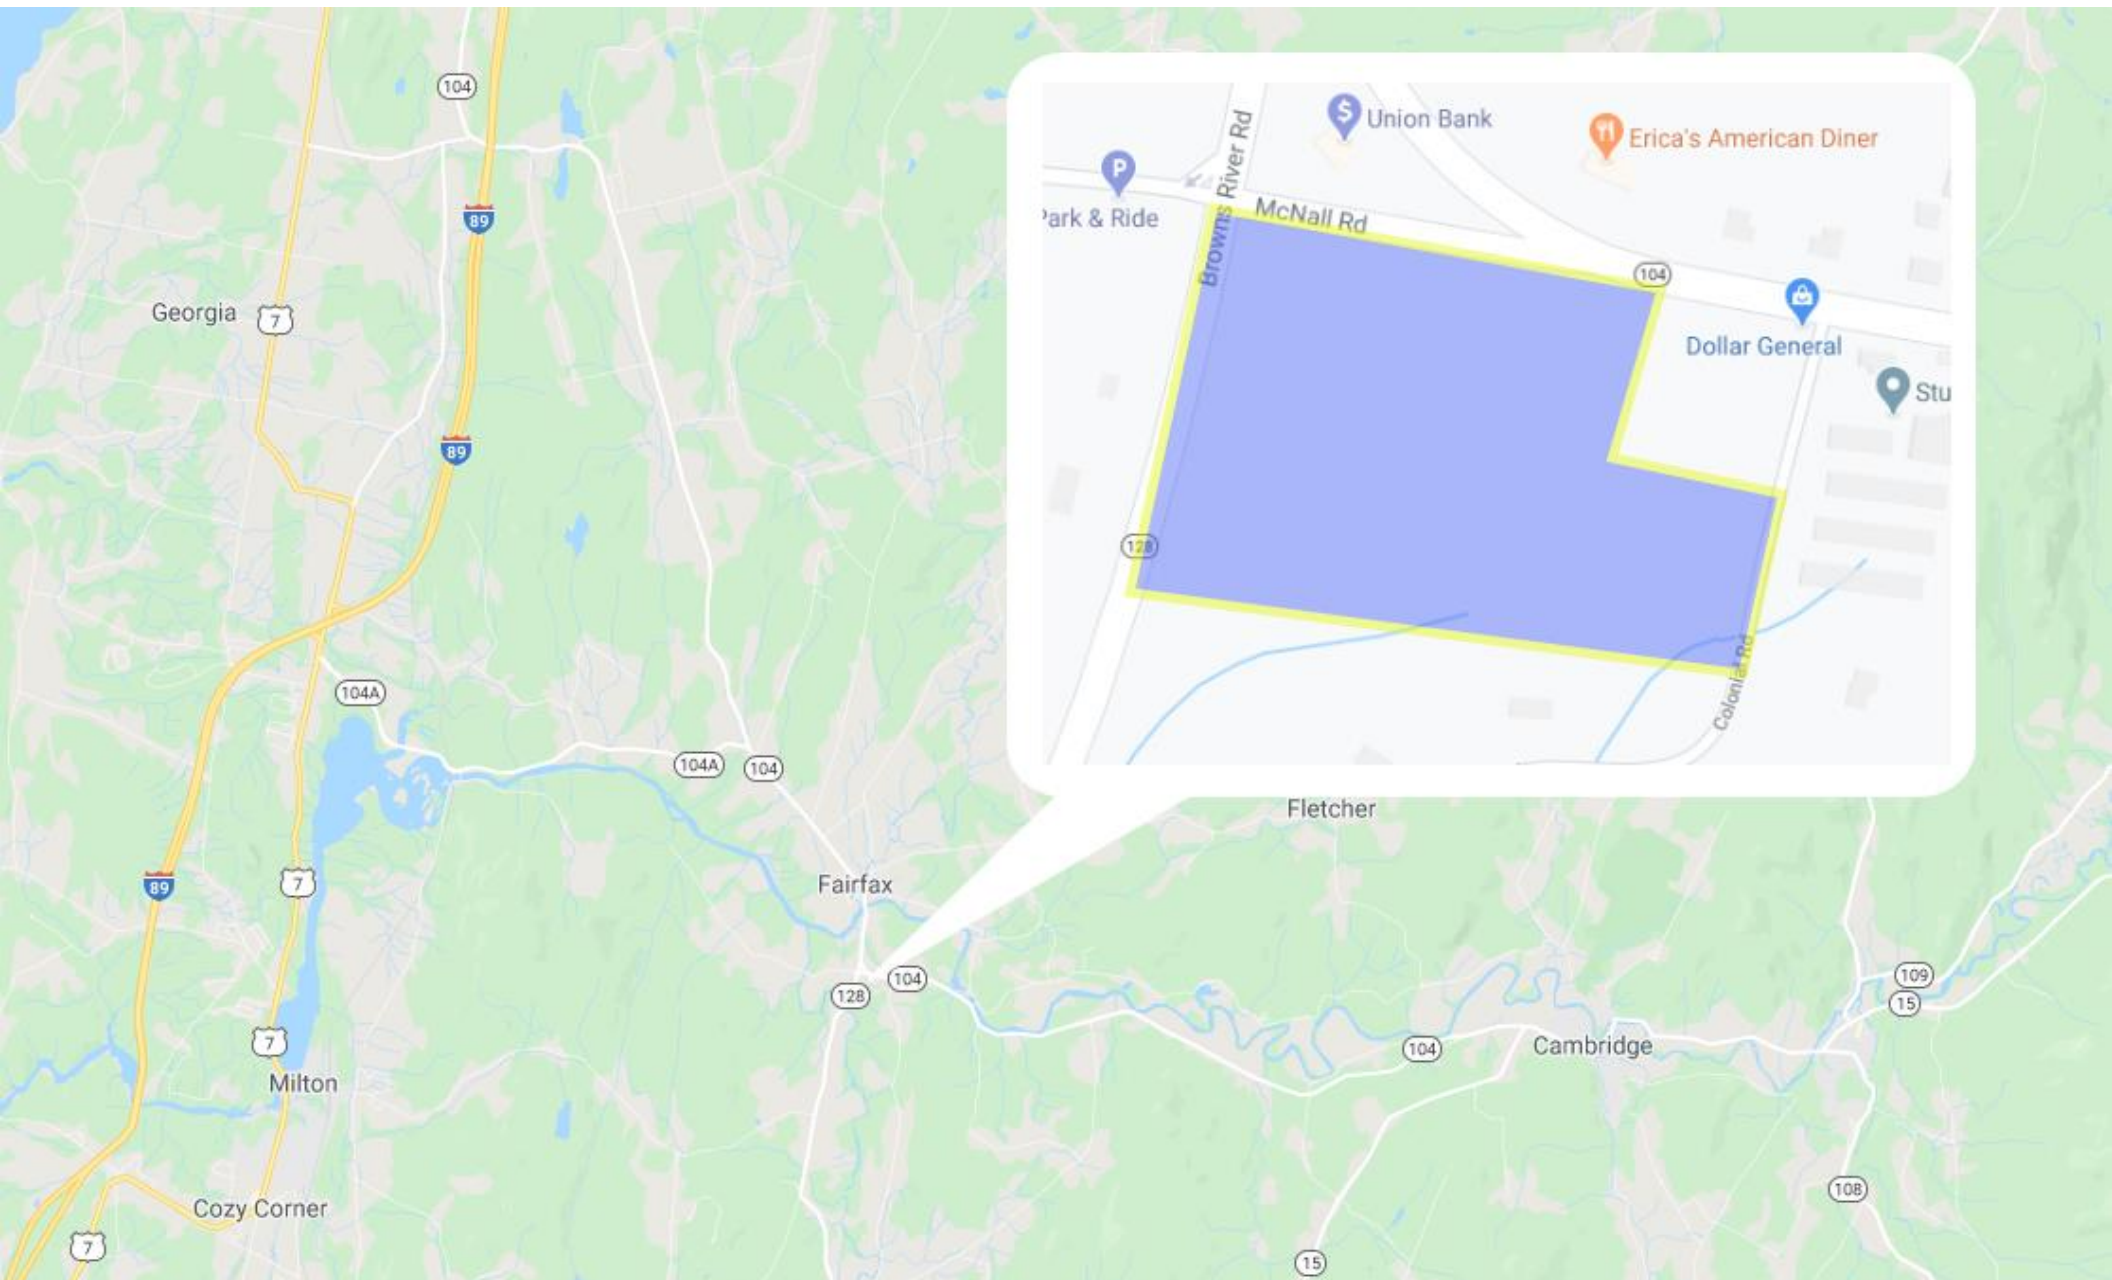 104
89
Georgia
7
89
104A
104A
104
Fairfax
89
7
104
128
7
Milton
Cozy Corner
7
Union Bank
Erica's American Diner
Park & Ride
Browns River Rd
McNall Rd
104
Dollar General
Stu
128
Colonial Rd
Fletcher
109
15
104
Cambridge
108
15